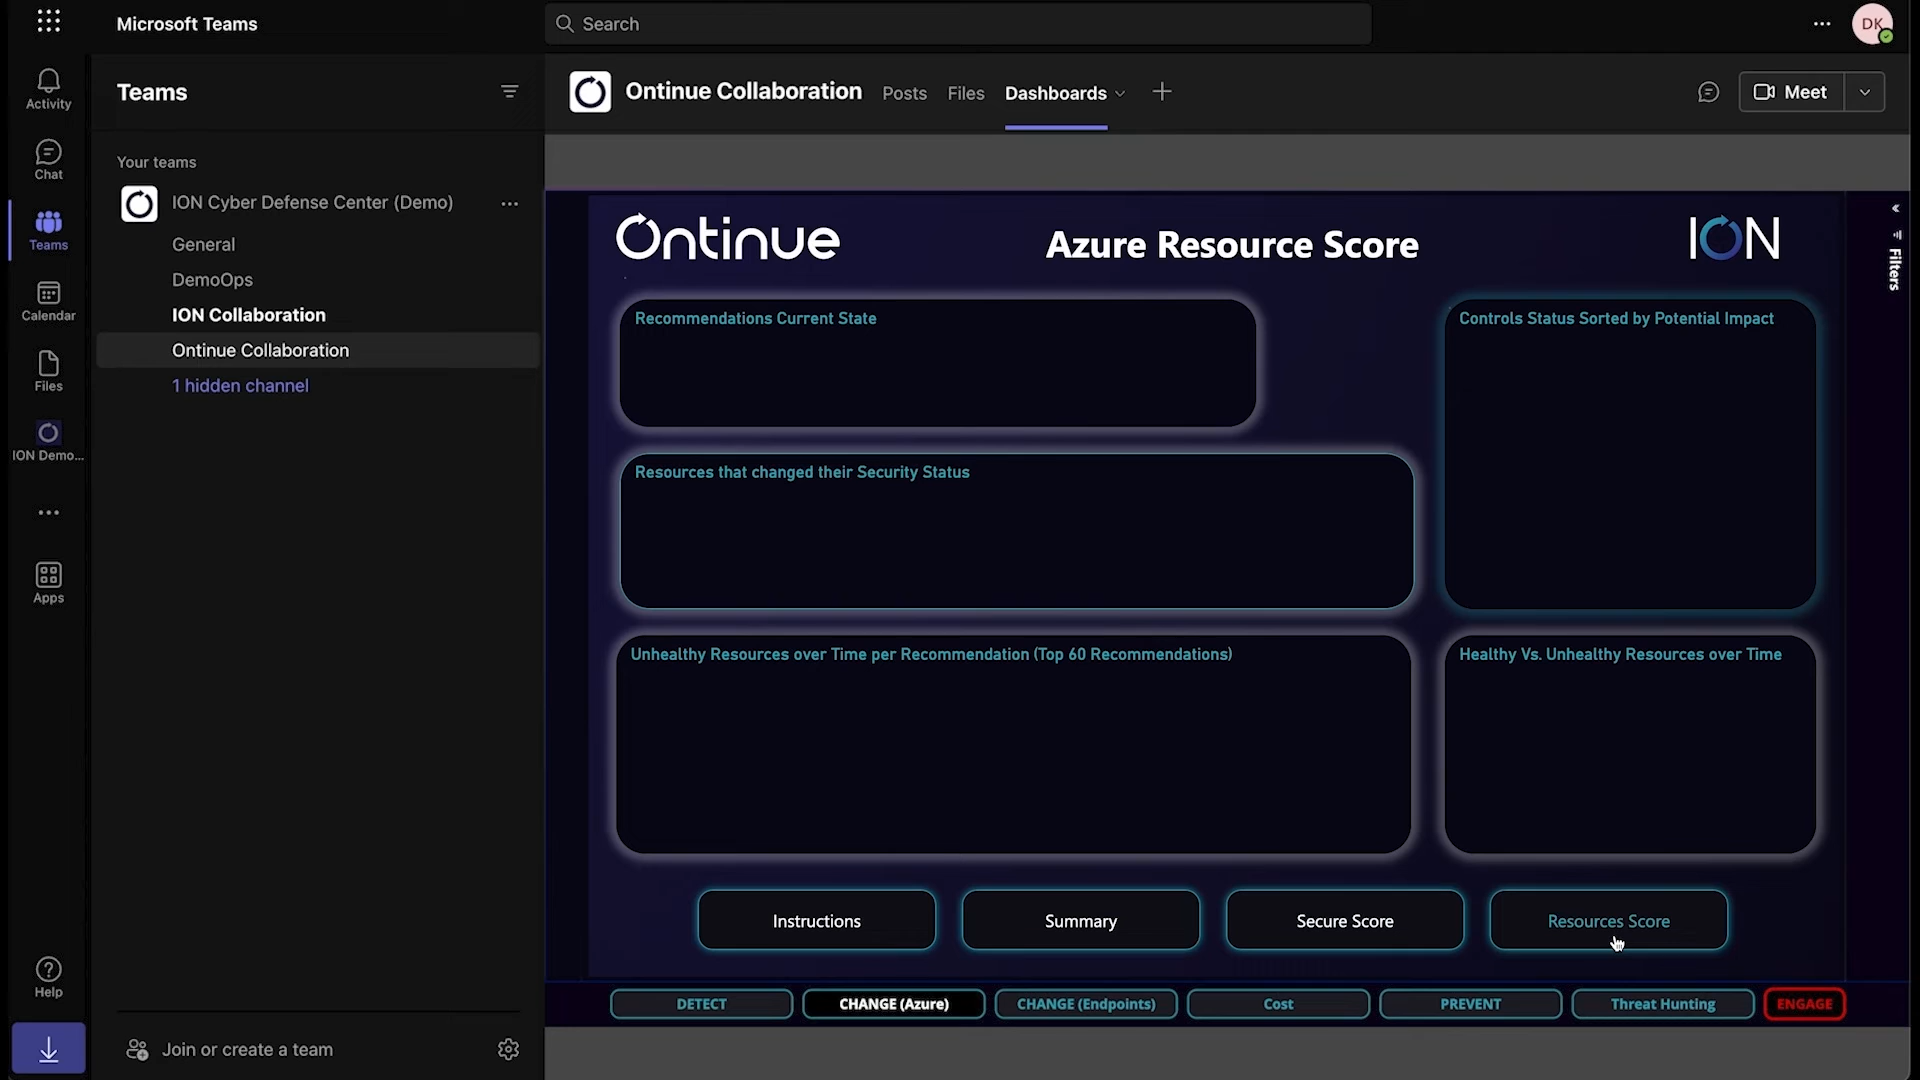 Microsoft Teams
Search
DK
Activity
Chat
Teams
Calendar
Files
ION Demo...
Apps
Help
Teams
Your teams
ION Cyber Defense Center (Demo)
General
DemoOps
ION Collaboration
Ontinue Collaboration
1 hidden channel
Join or create a team
Ontinue Collaboration
Posts
Files
Dashboards
Meet
Ontinue
Azure Resource Score
ION
Filters
Recommendations Current State
Controls Status Sorted by Potential Impact
Resources that changed their Security Status
Unhealthy Resources over Time per Recommendation (Top 60 Recommendations)
Healthy Vs. Unhealthy Resources over Time
Instructions
Summary
Secure Score
Resources Score
DETECT
CHANGE (Azure)
CHANGE (Endpoints)
Cost
PREVENT
Threat Hunting
ENGAGE